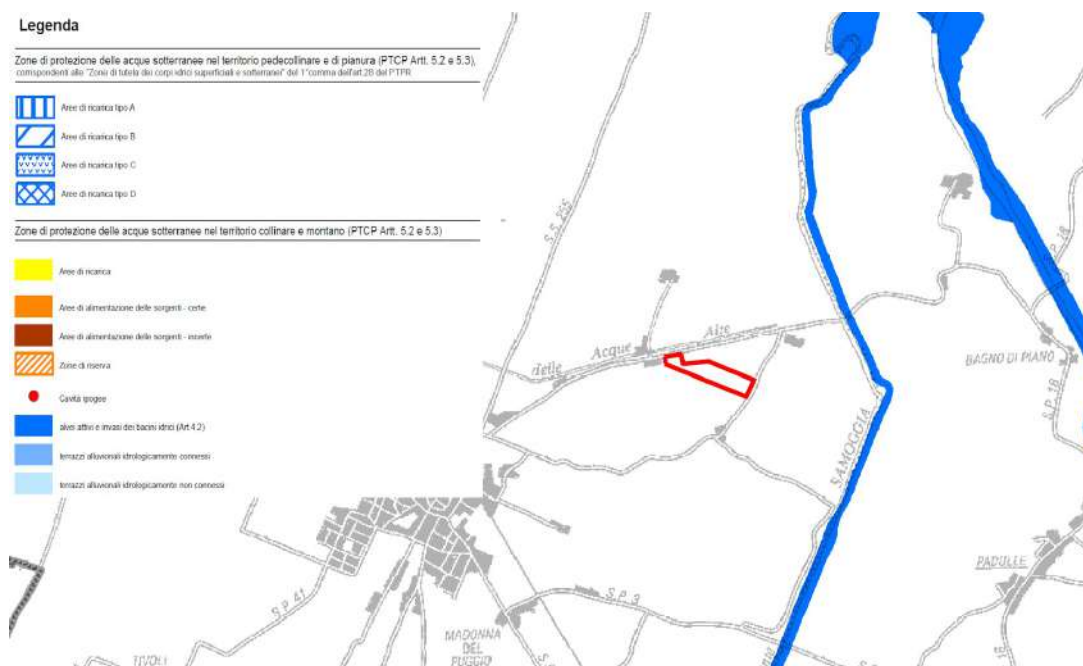 Legenda
Zone di protezione delle acque sotterranee nel territorio pedecollinare e di pianura (PTCP Artt. 5.2 e 5.3),
corrispondenti alle "Zone di tutela dei corpi idrici superficiali e sotterranei" del 1°comma dell'art.28 del PTPR
Aree di ricarica tipo A
Aree di ricarica tipo B
Aree di ricarica tipo C
Aree di ricarica tipo D
Zone di protezione delle acque sotterranee nel territorio collinare e montano (PTCP Artt. 5.2 e 5.3)
Aree di ricarica
Aree di alimentazione delle sorgenti - certe
Aree di alimentazione delle sorgenti - incerte
Zone di riserva
Cavità ipogee
alvei attivi e invasi dei bacini idrici (Art.4.2)
terrazzi alluvionali idrologicamente connessi
terrazzi alluvionali idrologicamente non connessi
S.S.255
S.P. 18
delle Acque Alte
BAGNO DI PIANO
S.P. 18
SAMOGGIA
PADULLE
S.P. 41
S.P. 3
MADONNA
DEL
POGGIO
TIVOLI
18